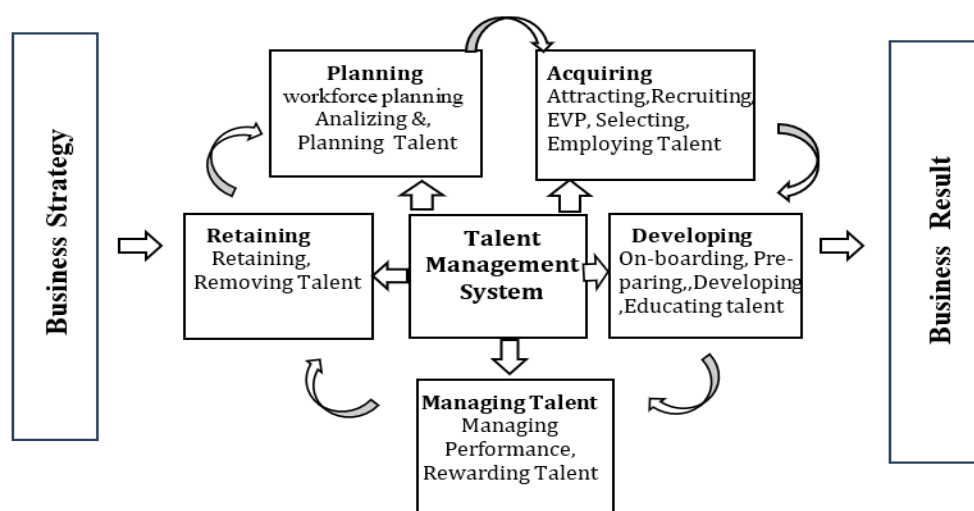 Business Strategy
Planning
workforce planning
Analizing &,
Planning Talent
Acquiring
Attracting,Recruiting,
EVP, Selecting,
Employing Talent
Retaining
Retaining,
Removing Talent
Talent
Management
System
Developing
On-boarding, Pre-
paring,,Developing
,Educating talent
Managing Talent
Managing
Performance,
Rewarding Talent
Business Result